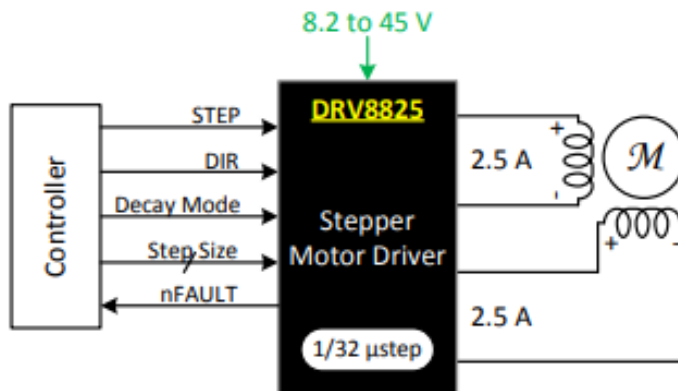 8.2 to 45 V
Controller
STEP
DIR
Decay Mode
Step Size
nFAULT
DRV8825
Stepper
Motor Driver
1/32 µstep
2.5 A
+
-
M
+
-
2.5 A